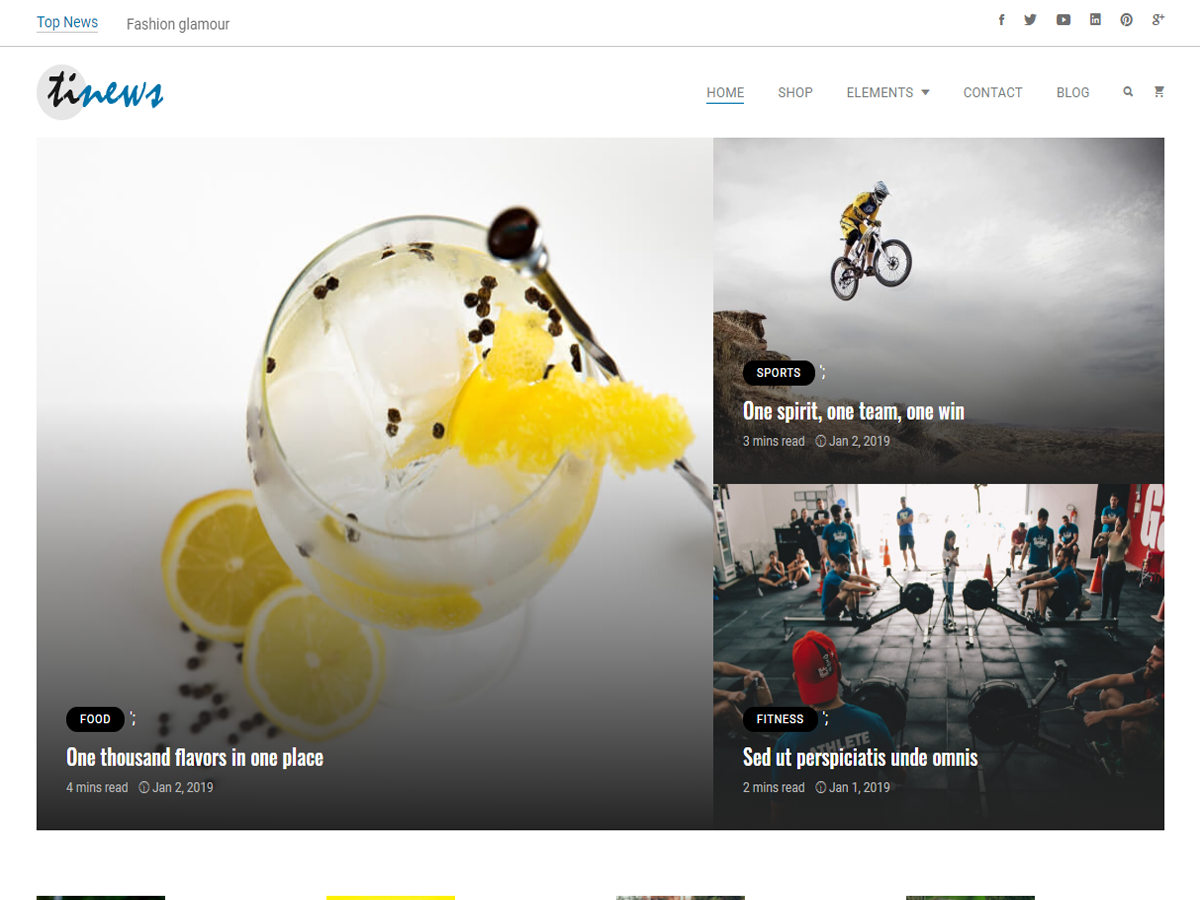 Top News
Fashion glamour
tinews
HOME
SHOP
ELEMENTS
CONTACT
BLOG
SPORTS ';
One spirit, one team, one win
3 mins read Jan 2, 2019
FOOD ';
One thousand flavors in one place
4 mins read Jan 2, 2019
FITNESS ';
ATHLETE
Sed ut perspiciatis unde omnis
2 mins read Jan 1, 2019